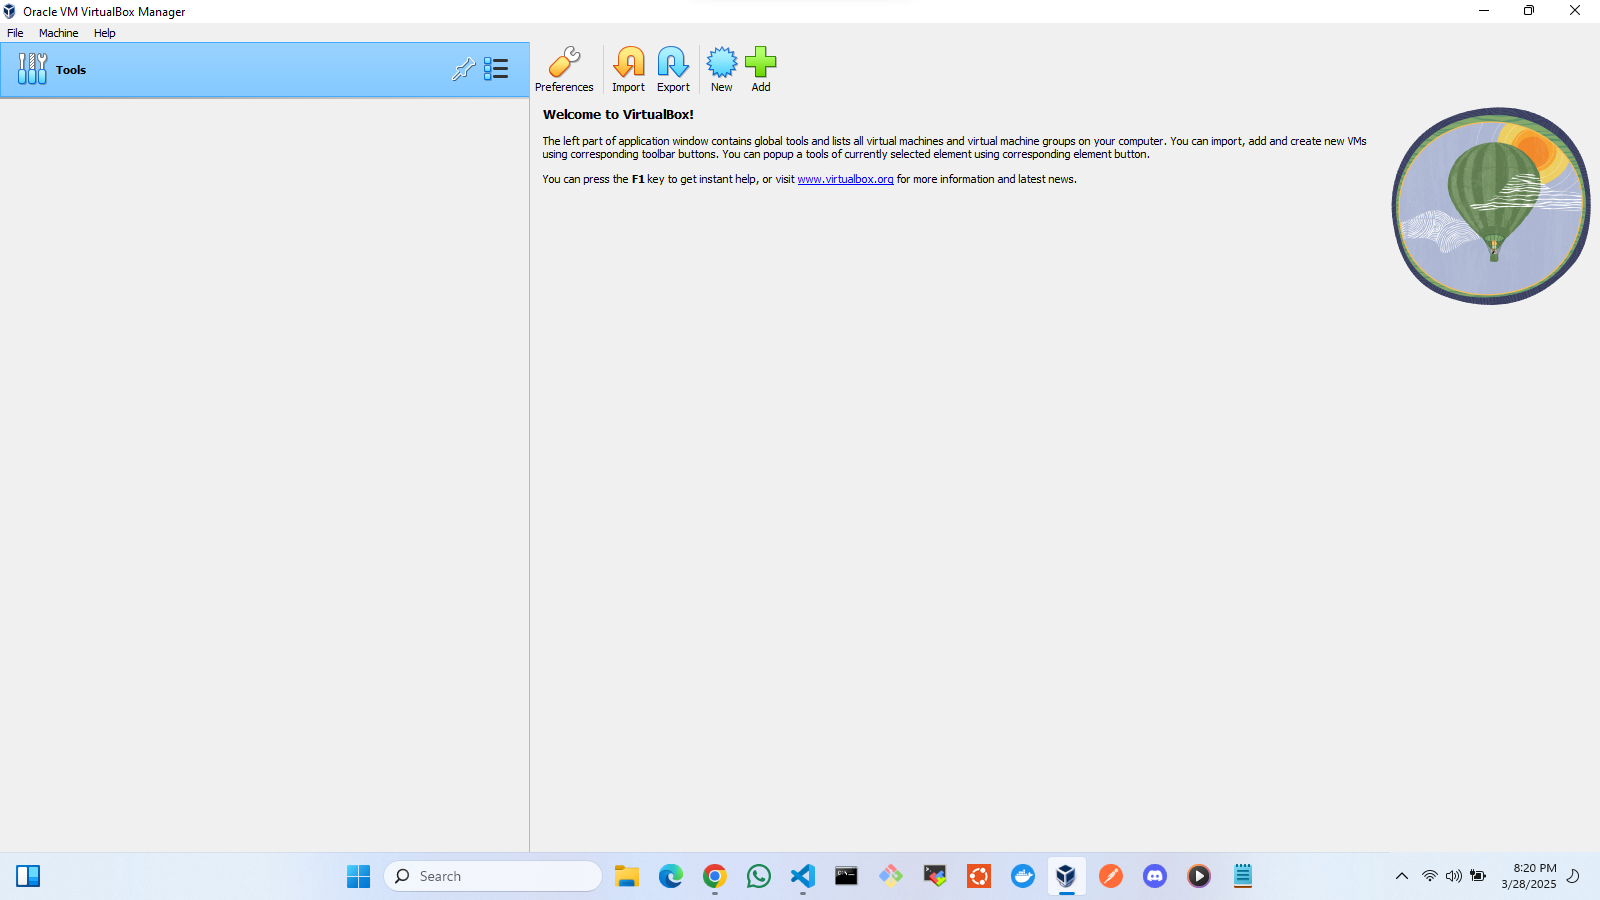 Oracle VM VirtualBox Manager
File Machine Help
Tools
Preferences Import Export New Add
Welcome to VirtualBox!
The left part of application window contains global tools and lists all virtual machines and virtual machine groups on your computer. You can import, add and create new VMs
using corresponding toolbar buttons. You can popup a tools of currently selected element using corresponding element button.
You can press the F1 key to get instant help, or visit www.virtualbox.org for more information and latest news.
Search
8:20 PM
3/28/2025